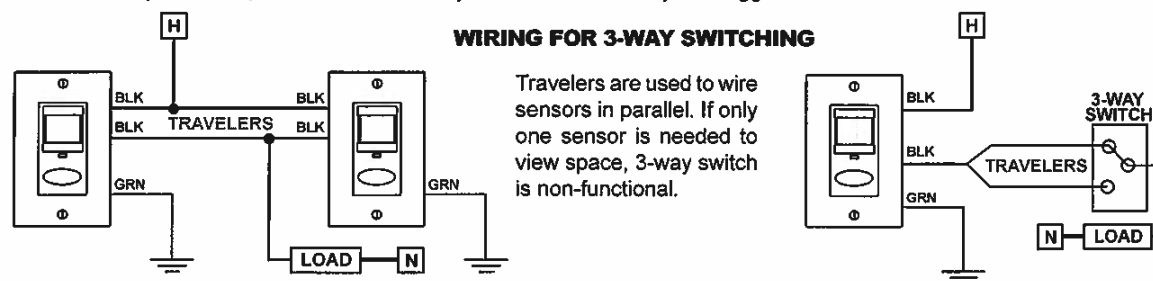 H
H
WIRING FOR 3-WAY SWITCHING
BLK
BLK
TRAVELERS
BLK
BLK
GRN
GRN
LOAD
N
Travelers are used to wire
sensors in parallel. If only
one sensor is needed to
view space, 3-way switch
is non-functional.
BLK
BLK
GRN
TRAVELERS
3-WAY
SWITCH
N
LOAD